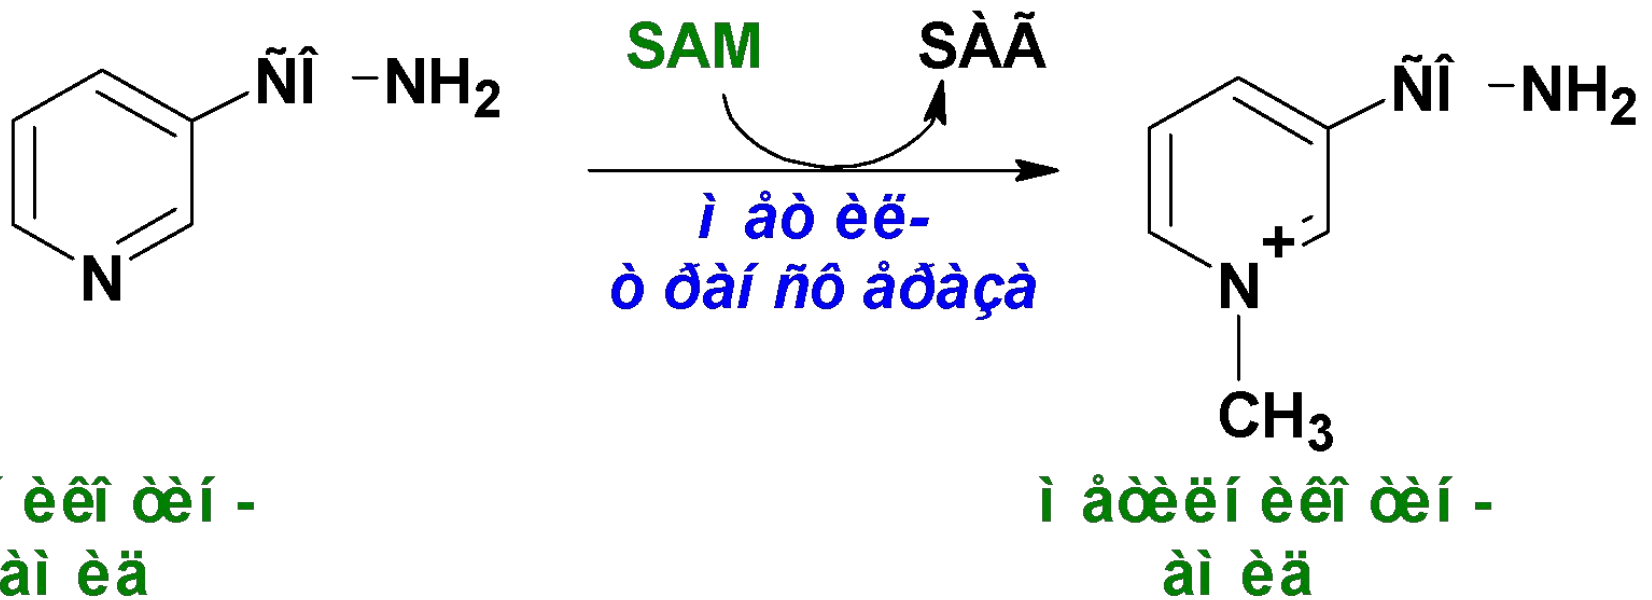 SAM SÀÃ
ÑÎ –NH2
ÑÎ –NH2
ì åò èë-
ò ðàí ñô åðàçà
N
+
N
CH3
í èêî òèí -
àì èä
ì åòèëí èêî òèí -
àì èä